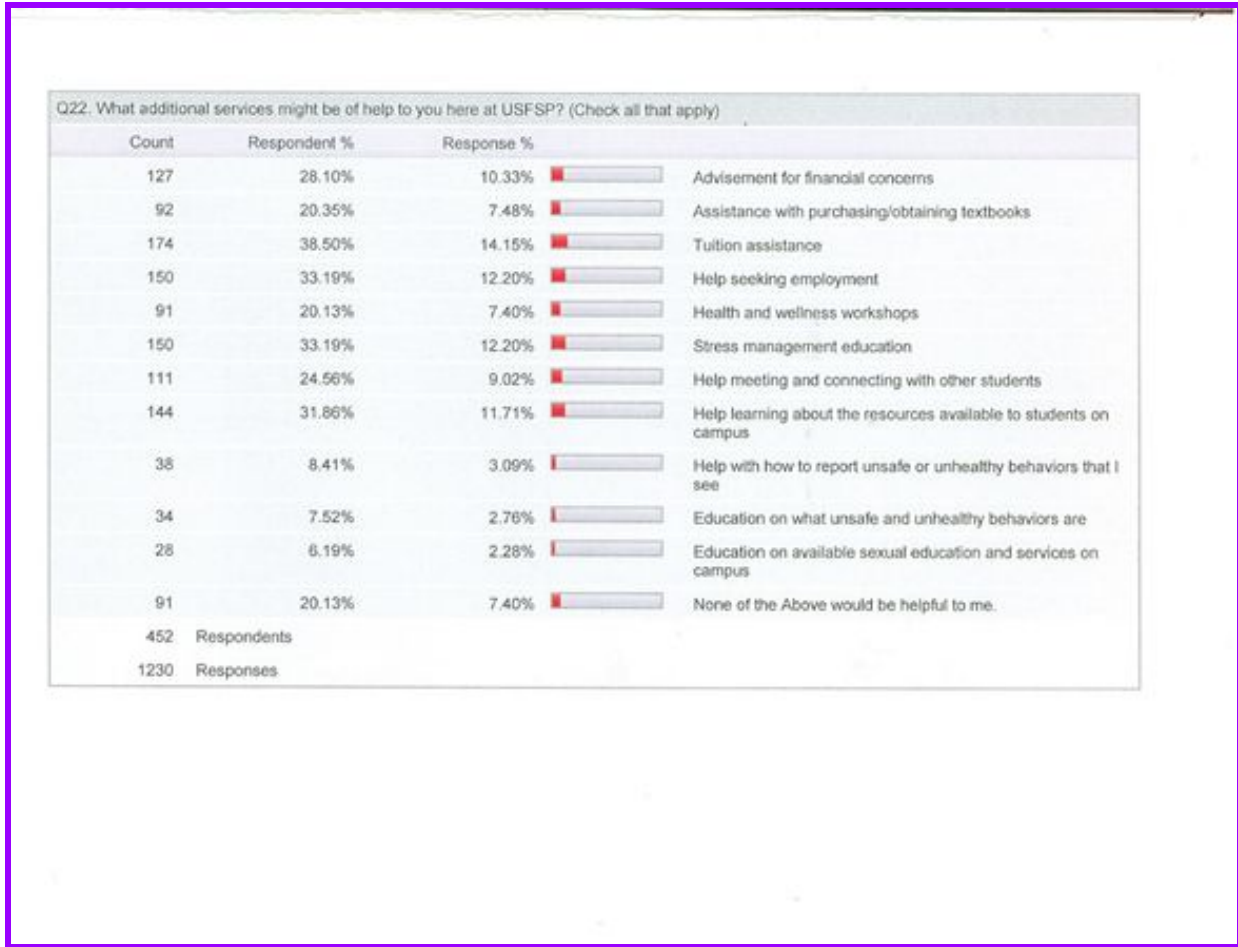 Q22. What additional services might be of help to you here at USFSP? (Check all that apply)
Count Respondent % Response %
127 28.10% 10.33% Advisement for financial concerns
92 20.35% 7.48% Assistance with purchasing/obtaining textbooks
174 38.50% 14.15% Tuition assistance
150 33.19% 12.20% Help seeking employment
91 20.13% 7.40% Health and wellness workshops
150 33.19% 12.20% Stress management education
111 24.56% 9.02% Help meeting and connecting with other students
144 31.86% 11.71% Help learning about the resources available to students on
campus
38 8.41% 3.09% Help with how to report unsafe or unhealthy behaviors that I
see
34 7.52% 2.76% Education on what unsafe and unhealthy behaviors are
28 6.19% 2.28% Education on available sexual education and services on
campus
91 20.13% 7.40% None of the Above would be helpful to me.
452 Respondents
1230 Responses